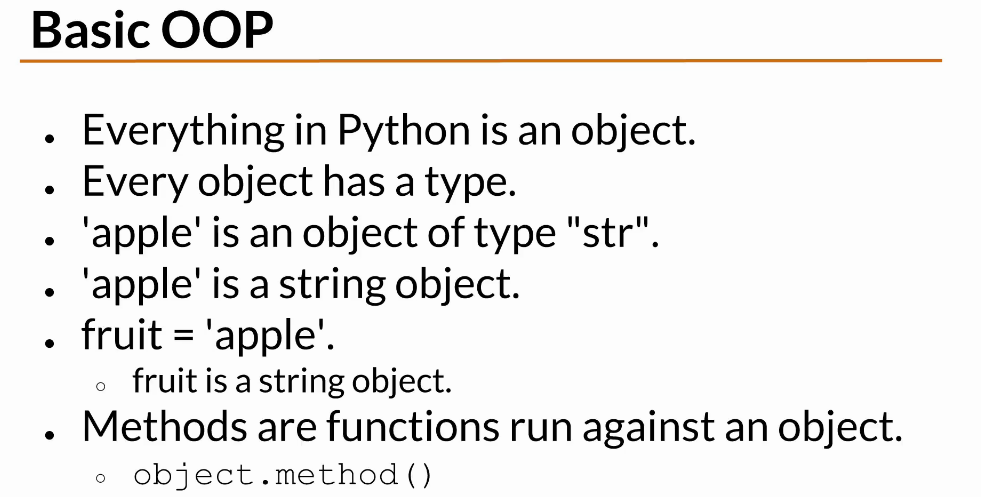 Basic OOP
• Everything in Python is an object.
• Every object has a type.
• 'apple' is an object of type "str".
• 'apple' is a string object.
• fruit = 'apple'.
○ fruit is a string object.
• Methods are functions run against an object.
○ object.method()